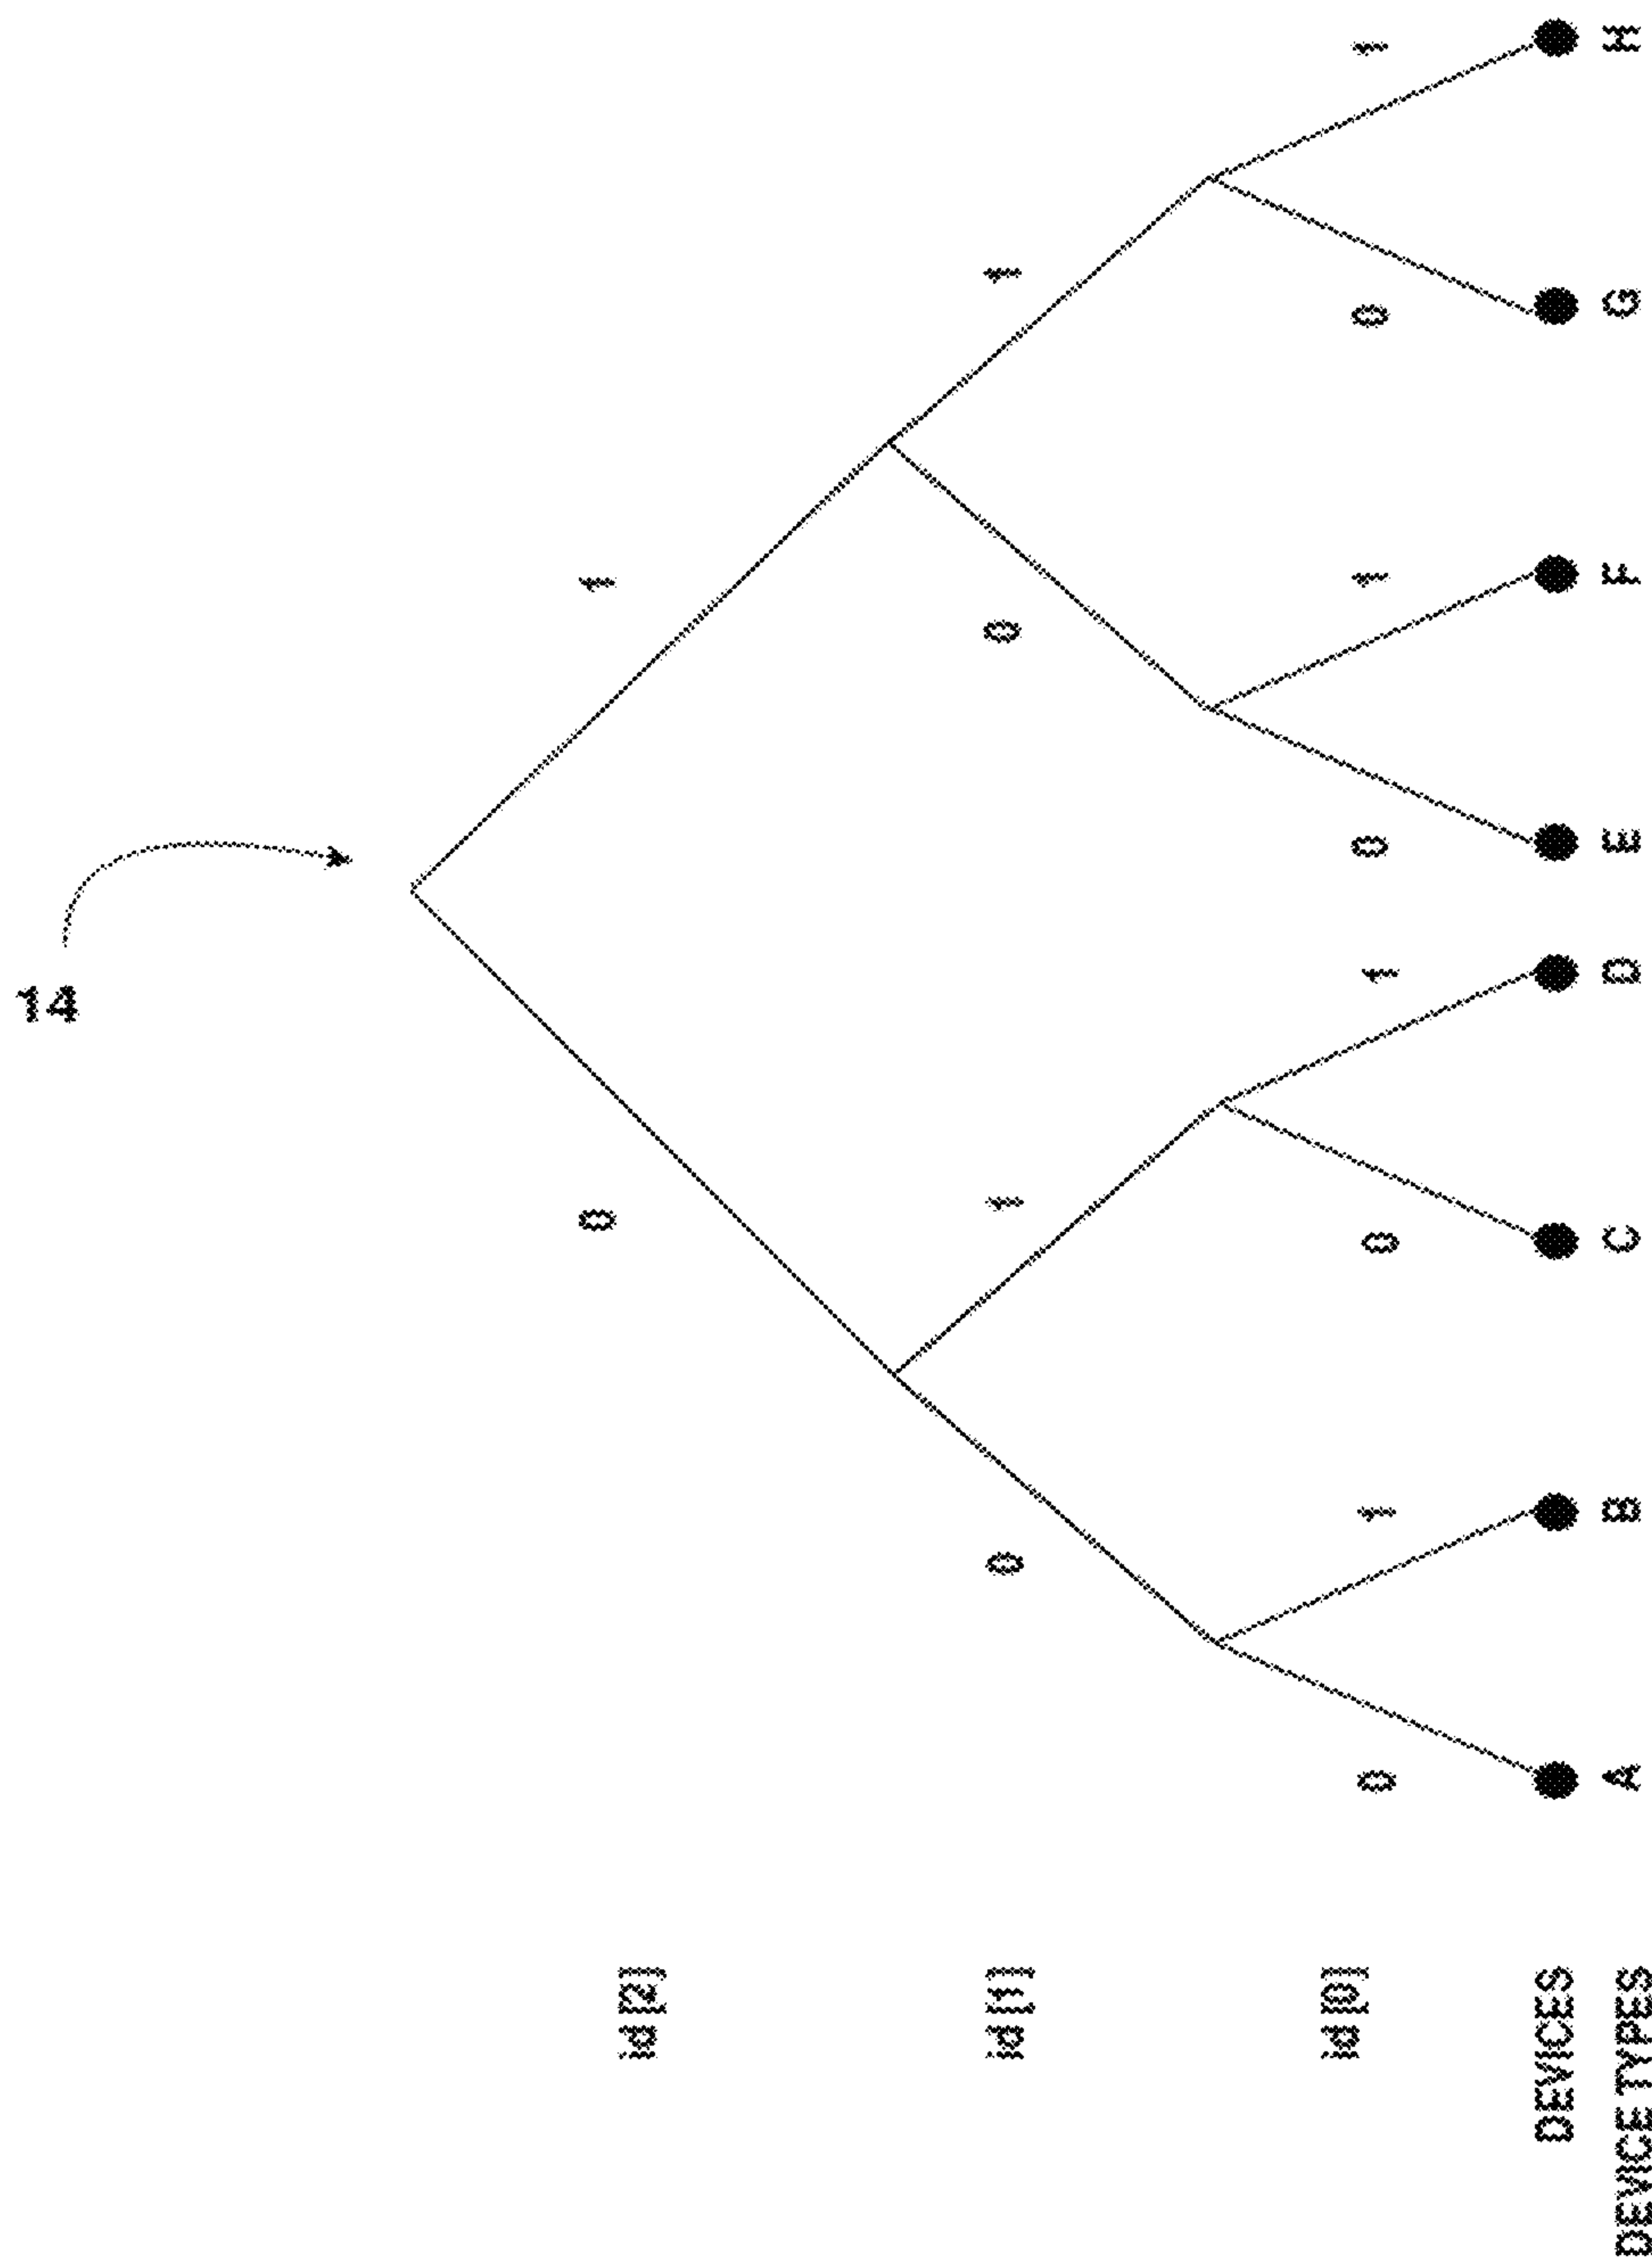 14
id [2] 0 1
id [1] 0 1 0 1
id [0] 0 1 0 1 0 1 0 1
DEVICES
DEVICE TYPES A B C D E F G H